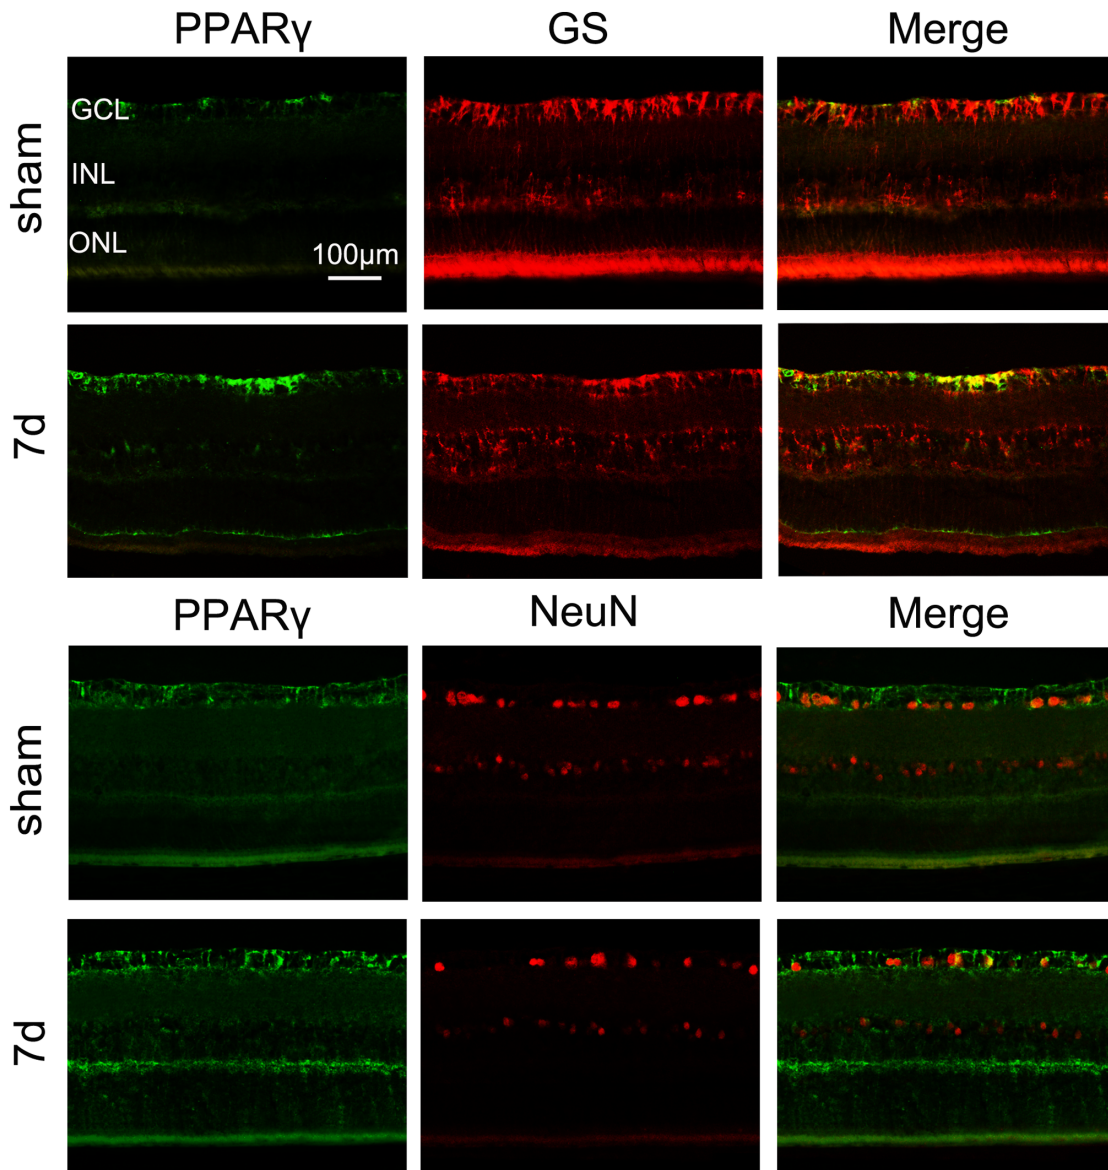 PPARγ GS Merge
sham
GCL
INL
ONL
100μm
7d
PPARγ NeuN Merge
sham
7d